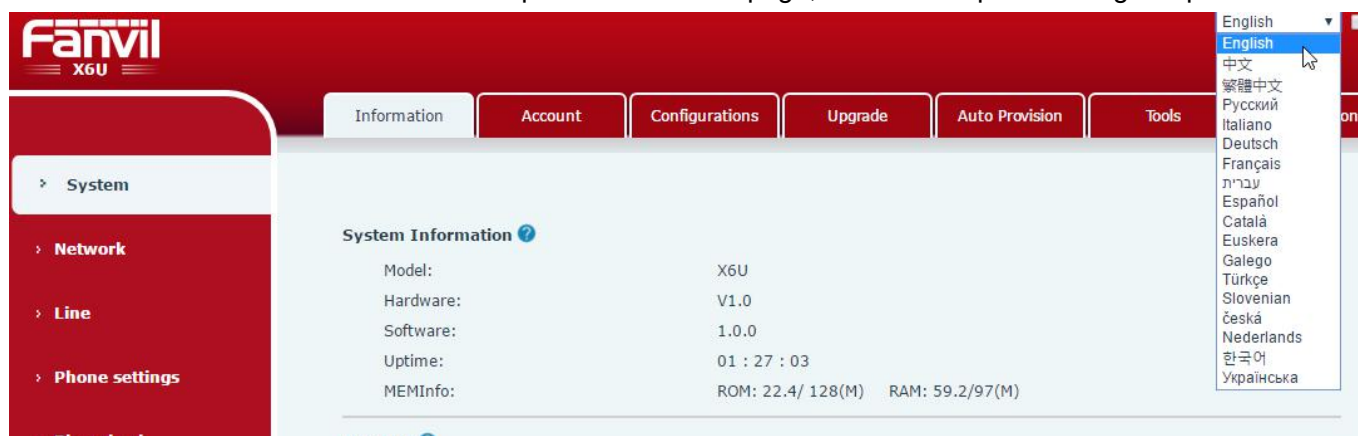 Fanvil
X6U
English
English
中文
繁體中文
Русский
Italiano
Deutsch
Français
עברית
Español
Català
Euskera
Galego
Türkçe
Slovenian
česká
Nederlands
한국어
Українська
Information Account Configurations Upgrade Auto Provision Tools
System
Network
Line
Phone settings
System Information
Model: X6U
Hardware: V1.0
Software: 1.0.0
Uptime: 01 : 27 : 03
MEMInfo: ROM: 22.4/ 128(M) RAM: 59.2/97(M)